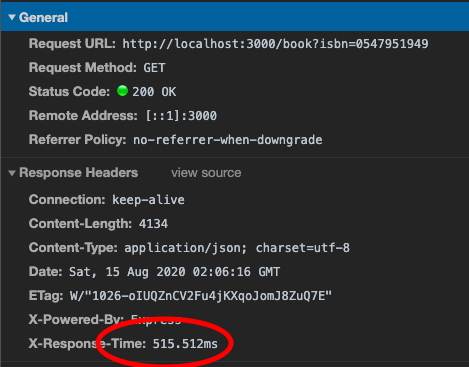 General
Request URL: http://localhost:3000/book?isbn=0547951949
Request Method: GET
Status Code: 200 OK
Remote Address: [::1]:3000
Referrer Policy: no-referrer-when-downgrade
Response Headers view source
Connection: keep-alive
Content-Length: 4134
Content-Type: application/json; charset=utf-8
Date: Sat, 15 Aug 2020 02:06:16 GMT
ETag: W/"1026-oIUQZnCV2Fu4jKXqoJomJ8ZuQ7E"
X-Powered-By: Express
X-Response-Time: 515.512ms